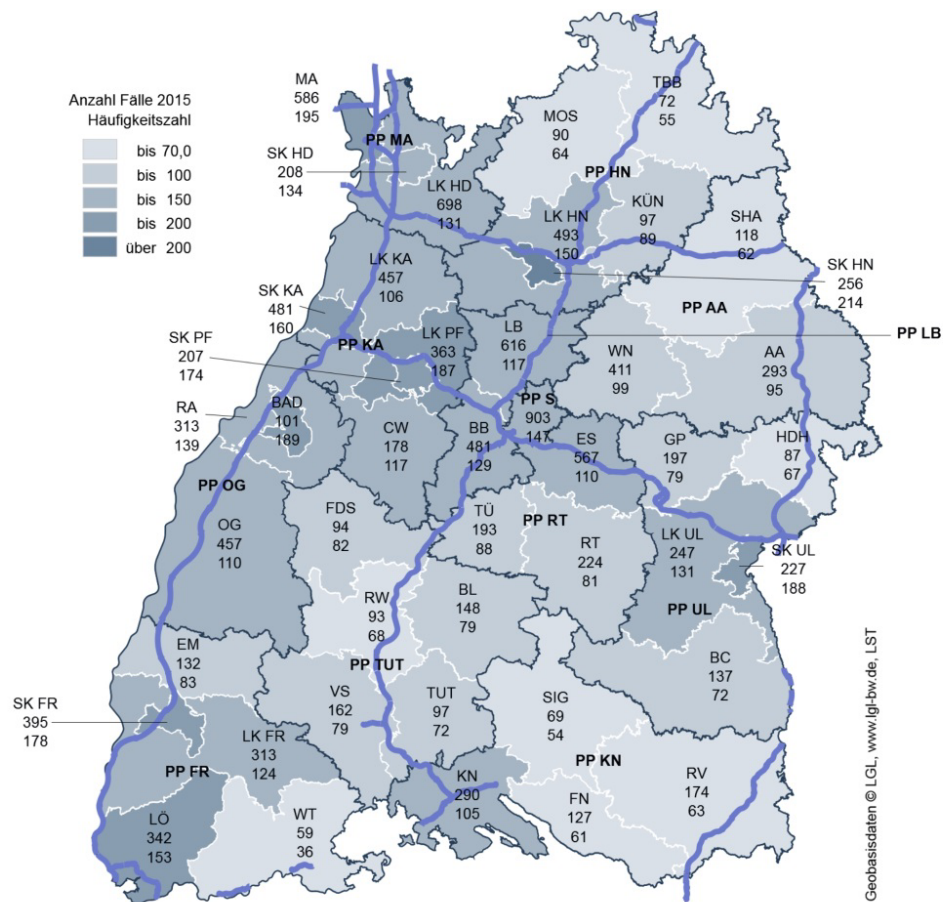 Anzahl Fälle 2015
Häufigkeitszahl
bis 70,0
bis 100
bis 150
bis 200
über 200
MA
586
195
PP MA
SK HD
208
134
LK HD
698
131
MOS
90
64
TBB
72
55
PP HN
LK HN
493
150
KÜN
97
89
SHA
118
62
SK HN
256
214
LK KA
457
106
SK KA
481
160
PP KA
SK PF
207
174
LK PF
363
187
LB
616
117
PP AA
PP LB
WN
411
99
AA
293
95
RA
313
139
BAD
101
189
CW
178
117
BB
481
129
PP S
903
147
ES
567
110
GP
197
79
HDH
87
67
PP OG
OG
457
110
FDS
94
82
TÜ
193
88
PP RT
RT
224
81
LK UL
247
131
SK UL
227
188
PP UL
RW
93
68
BL
148
79
EM
132
83
PP TUT
VS
162
79
TUT
97
72
SIG
69
54
BC
137
72
SK FR
395
178
LK FR
313
124
PP FR
PP KN
KN
290
105
FN
127
61
RV
174
63
LÖ
342
153
WT
59
36
Geobasisdaten © LGL, www.lgl-bw.de, LST